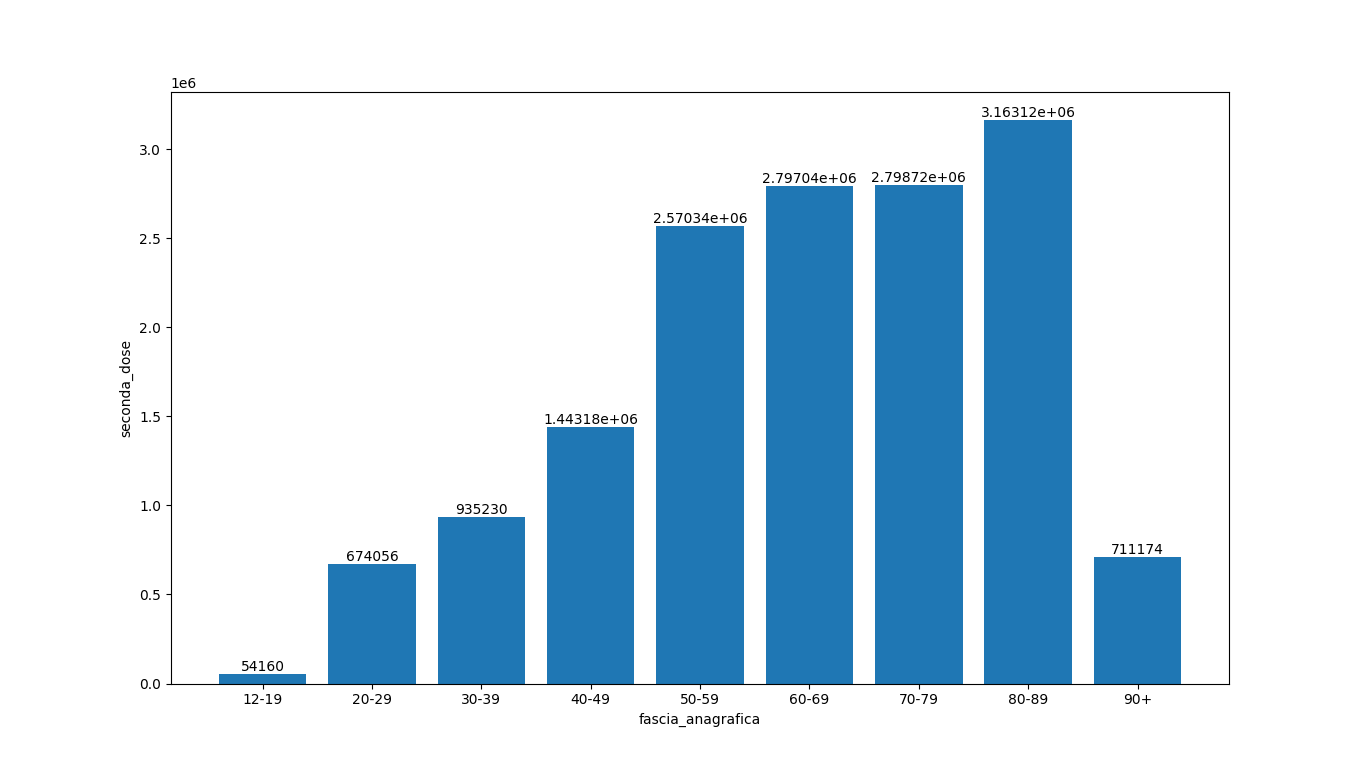 1e6
3.0
2.5
2.0
1.5
1.0
0.5
0.0
seconda_dose
54160
674056
935230
1.44318e+06
2.57034e+06
2.79704e+06
2.79872e+06
3.16312e+06
711174
12-19 20-29 30-39 40-49 50-59 60-69 70-79 80-89 90+
fascia_anagrafica